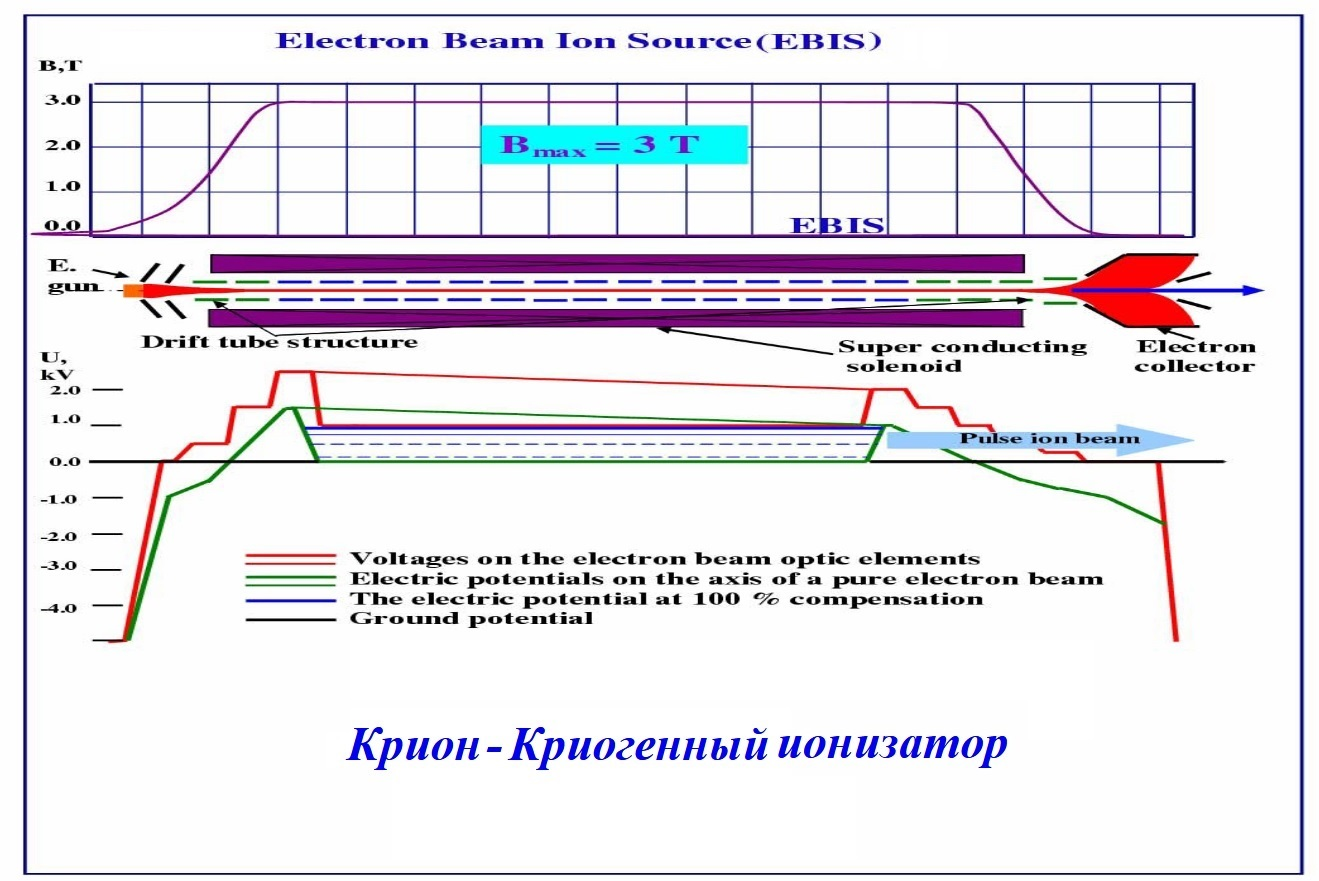 Electron Beam Ion Source(EBIS)
B,T
3.0
2.0
1.0
0.0
Bmax = 3 T
EBIS
E.
gun
Drift tube structure
Super conducting
solenoid
Electron
collector
U,
kV
2.0
1.0
0.0
-1.0
-2.0
-3.0
-4.0
Pulse ion beam
Voltages on the electron beam optic elements
Electric potentials on the axis of a pure electron beam
The electric potential at 100 % compensation
Ground potential
Крион - Криогенный ионизатор